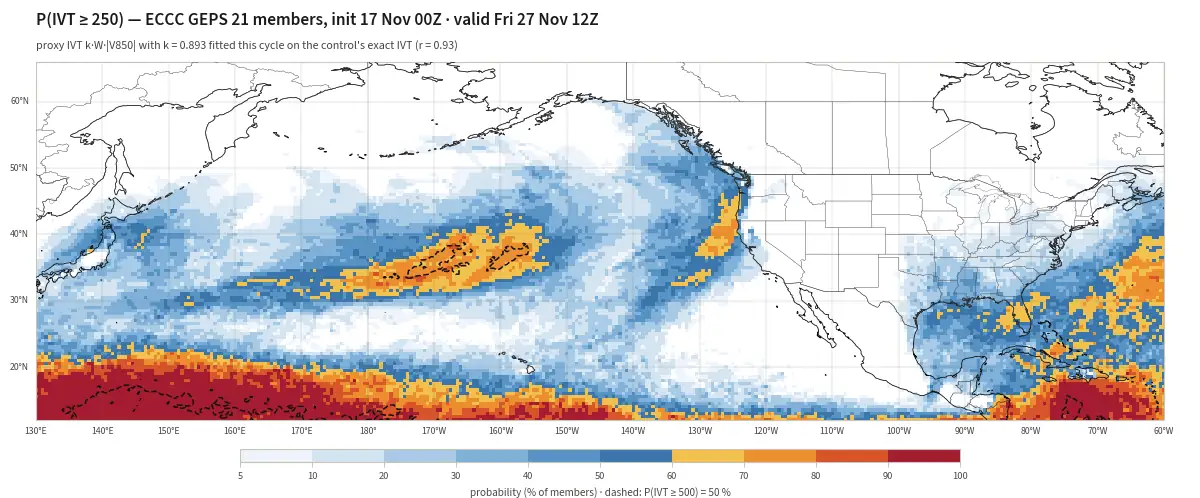 P(IVT ≥ 250) — ECCC GEPS 21 members, init 17 Nov 00Z · valid Fri 27 Nov 12Z
proxy IVT k·W·|V850| with k = 0.893 fitted this cycle on the control's exact IVT (r = 0.93)
60°N
50°N
40°N
30°N
20°N
130°E 140°E 150°E 160°E 170°E 180° 170°W 160°W 150°W 140°W 130°W 120°W 110°W 100°W 90°W 80°W 70°W 60°W
5 10 20 30 40 50 60 70 80 90 100
probability (% of members) · dashed: P(IVT ≥ 500) = 50 %